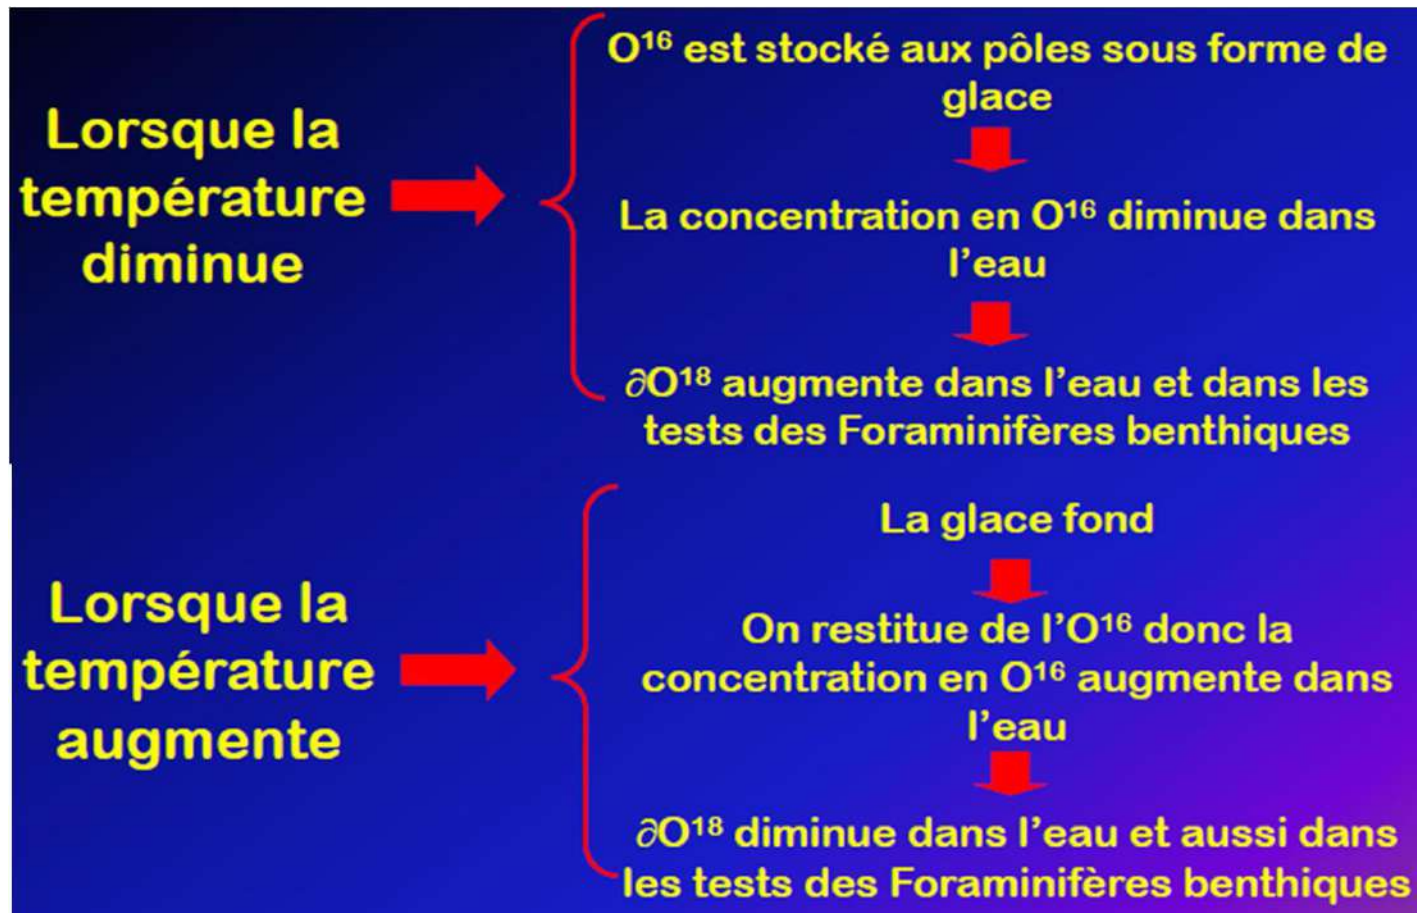 Lorsque la
température
diminue
O¹⁶ est stocké aux pôles sous forme de
glace
La concentration en O¹⁶ diminue dans
l'eau
∂O¹⁸ augmente dans l'eau et dans les
tests des Foraminifères benthiques
Lorsque la
température
augmente
La glace fond
On restitue de l'O¹⁶ donc la
concentration en O¹⁶ augmente dans
l'eau
∂O¹⁸ diminue dans l'eau et aussi dans
les tests des Foraminifères benthiques